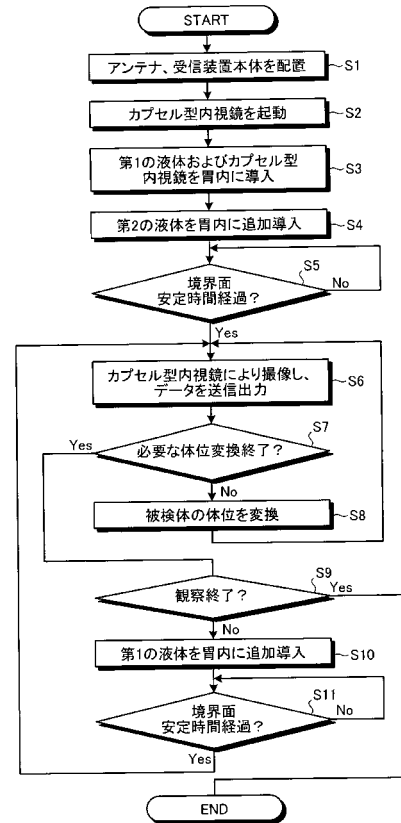 START
アンテナ、受信装置本体を配置
S1
カプセル型内視鏡を起動
S2
第1の液体およびカプセル型
内視鏡を胃内に導入
S3
第2の液体を胃内に追加導入
S4
境界面
安定時間経過?
S5
No
Yes
カプセル型内視鏡により撮像し、
データを送信出力
S6
必要な体位変換終了?
S7
Yes
No
被検体の体位を変換
S8
観察終了?
S9
Yes
No
第1の液体を胃内に追加導入
S10
境界面
安定時間経過?
S11
No
Yes
END